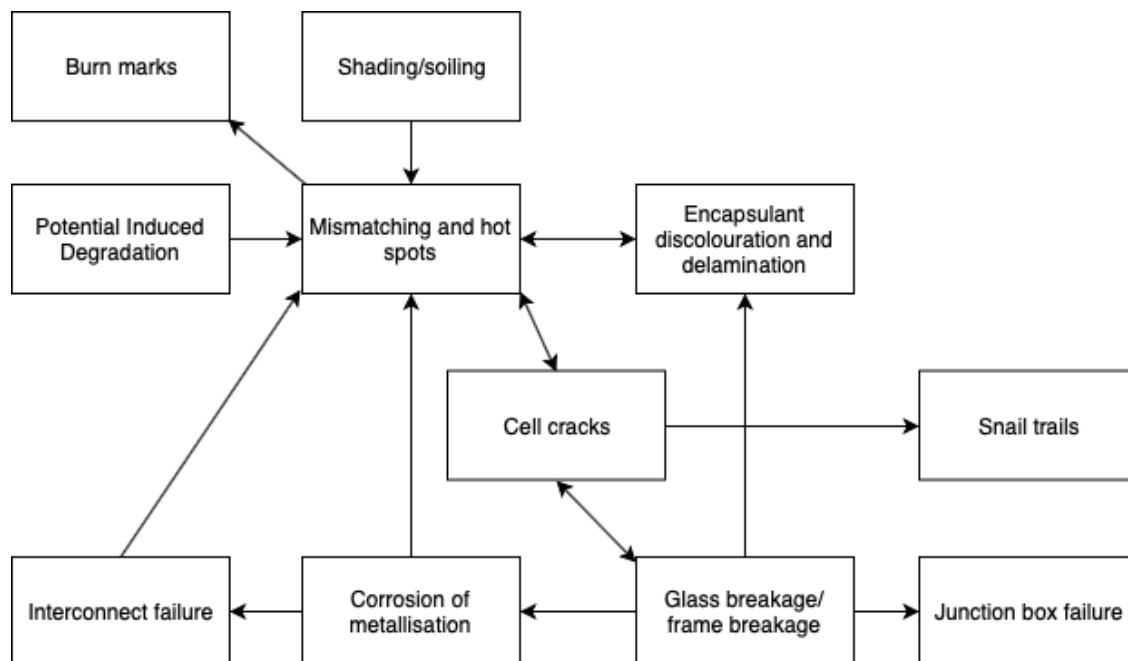 Burn marks
Shading/soiling
Potential Induced
Degradation
Mismatching and hot
spots
Encapsulant
discolouration and
delamination
Cell cracks
Snail trails
Interconnect failure
Corrosion of
metallisation
Glass breakage/
frame breakage
Junction box failure